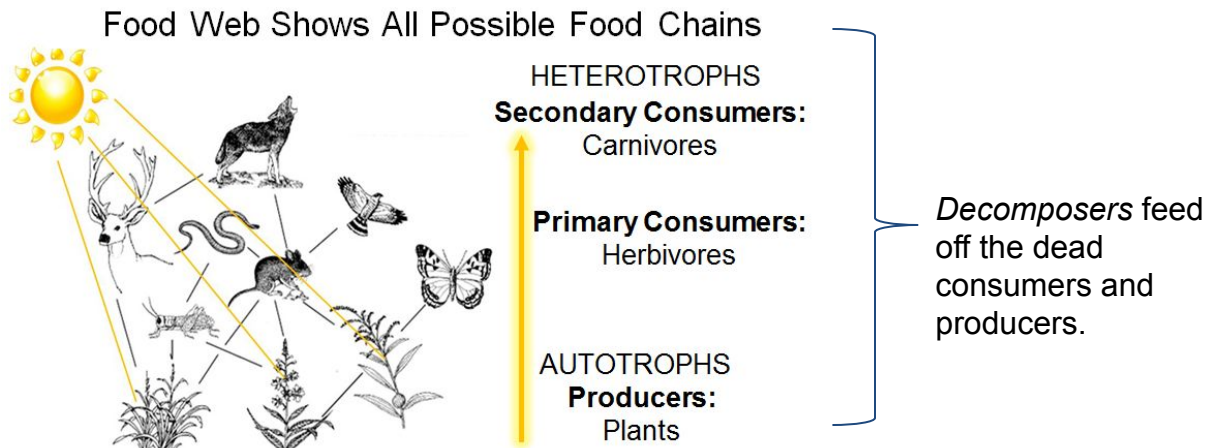 Food Web Shows All Possible Food Chains
HETEROTROPHS
Secondary Consumers:
Carnivores
Primary Consumers:
Herbivores
AUTOTROPHS
Producers:
Plants
Decomposers feed
off the dead
consumers and
producers.